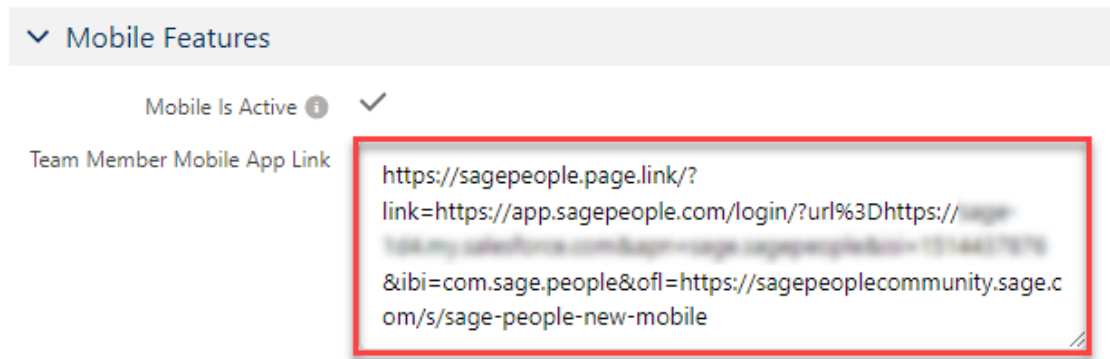 Mobile Features
Mobile Is Active
Team Member Mobile App Link
https://sagepeople.page.link/?
link=https://app.sagepeople.com/login/?url%3Dhttps://
&ibi=com.sage.people&ofl=https://sagepeoplecommunity.sage.c
om/s/sage-people-new-mobile